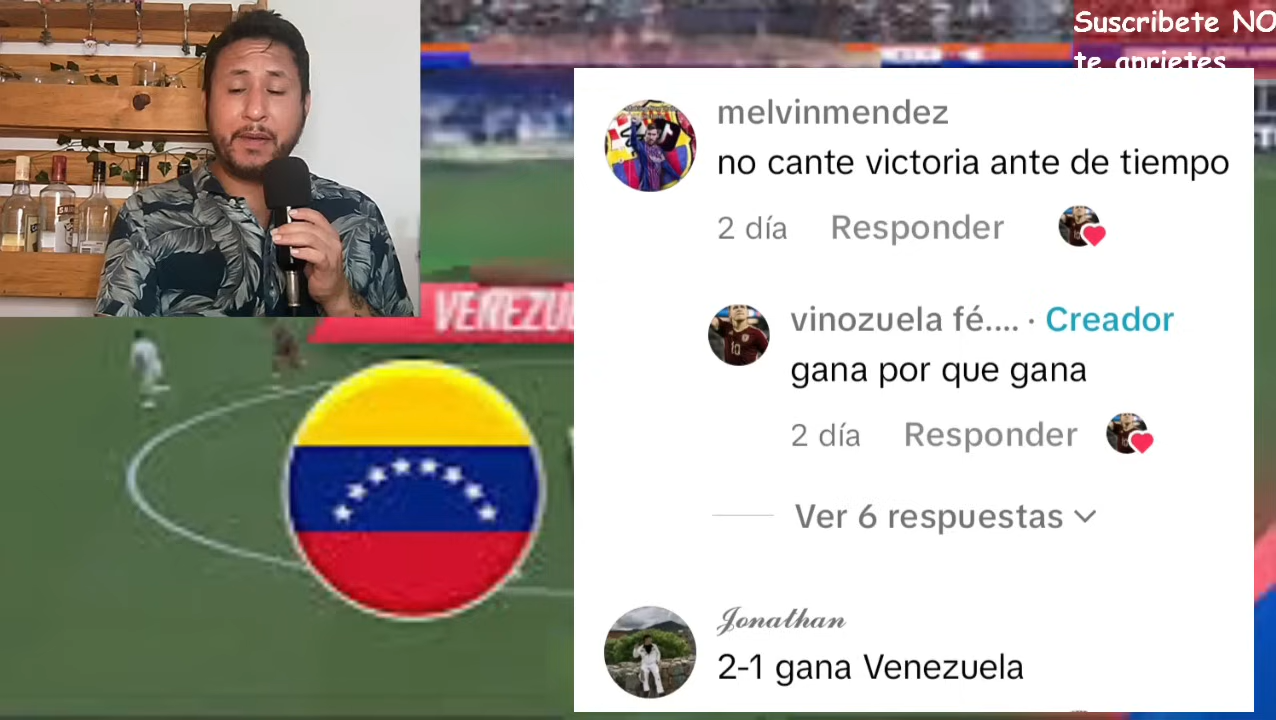 Suscribete NO
te aprietes
melvinmendez
no cante victoria ante de tiempo
2 día Responder
VENEZU
vinozuela fé.... · Creador
gana por que gana
2 día Responder
Ver 6 respuestas
Jonathan
2-1 gana Venezuela